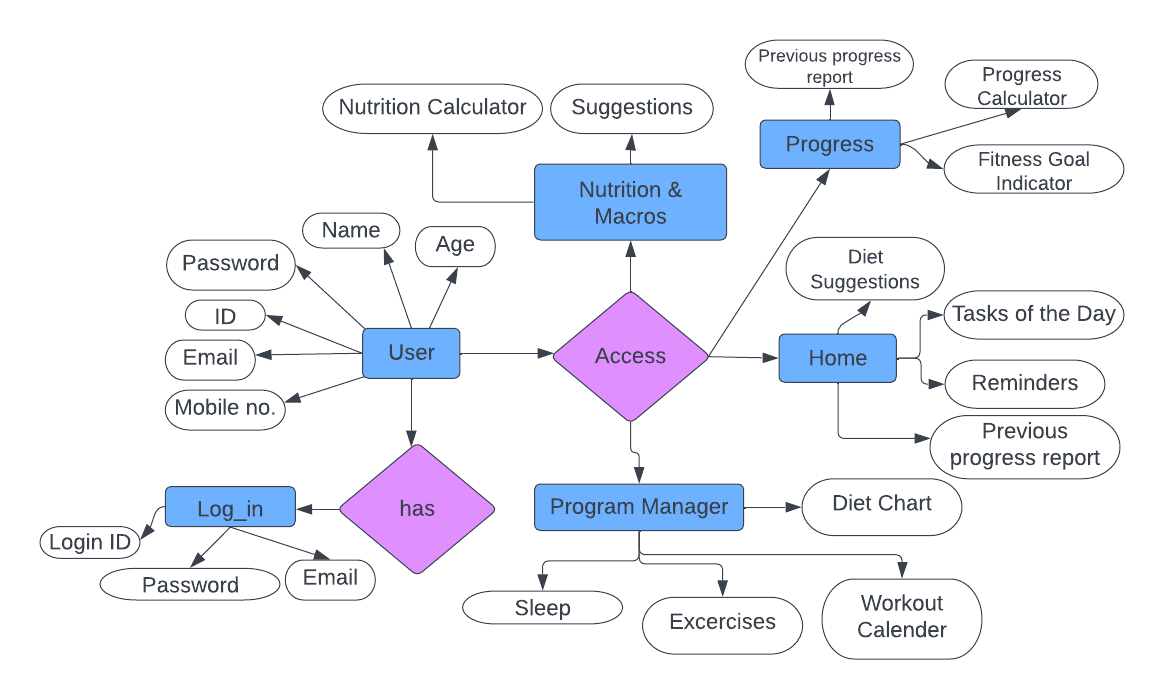 Previous progress
report
Progress
Calculator
Nutrition Calculator
Suggestions
Progress
Fitness Goal
Indicator
Nutrition &
Macros
Name
Age
Password
Diet
Suggestions
ID
Tasks of the Day
User
Access
Home
Email
Reminders
Mobile no.
Previous
progress report
Log_in
has
Program Manager
Diet Chart
Login ID
Password
Email
Sleep
Excercises
Workout
Calender